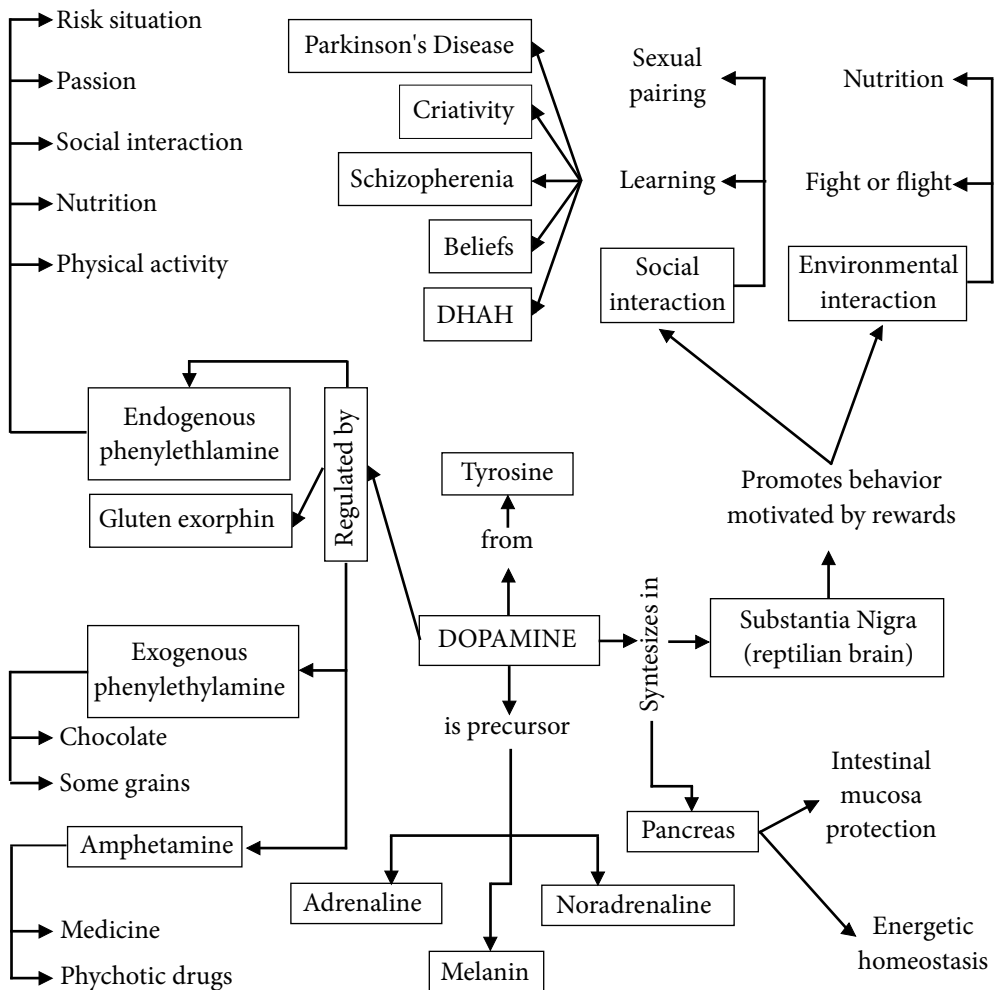 Risk situation
Passion
Social interaction
Nutrition
Physical activity
Parkinson's Disease
Criativity
Schizopherenia
Beliefs
DHAH
Sexual
pairing
Learning
Social
interaction
Nutrition
Fight or flight
Environmental
interaction
Endogenous
phenylethlamine
Gluten exorphin
Regulated by
Tyrosine
from
DOPAMINE
is precursor
Syntesizes in
Promotes behavior
motivated by rewards
Substantia Nigra
(reptilian brain)
Exogenous
phenylethylamine
Chocolate
Some grains
Amphetamine
Medicine
Phychotic drugs
Adrenaline
Melanin
Noradrenaline
Pancreas
Intestinal
mucosa
protection
Energetic
homeostasis